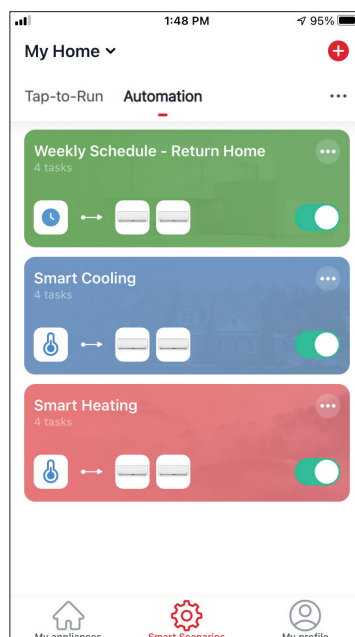 1:48 PM
95%
My Home
Tap-to-Run Automation
Weekly Schedule - Return Home
4 tasks
Smart Cooling
4 tasks
Smart Heating
4 tasks
My appliances Smart Scenarios My profile